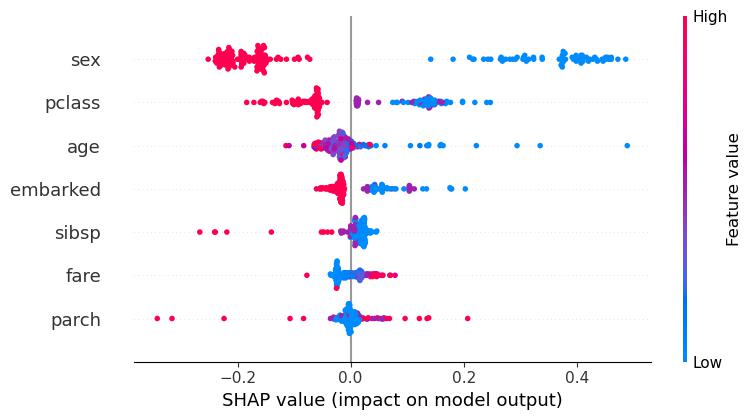 High
sex
pclass
age
embarked
sibsp
fare
parch
Feature value
Low
−0.2 0.0 0.2 0.4
SHAP value (impact on model output)